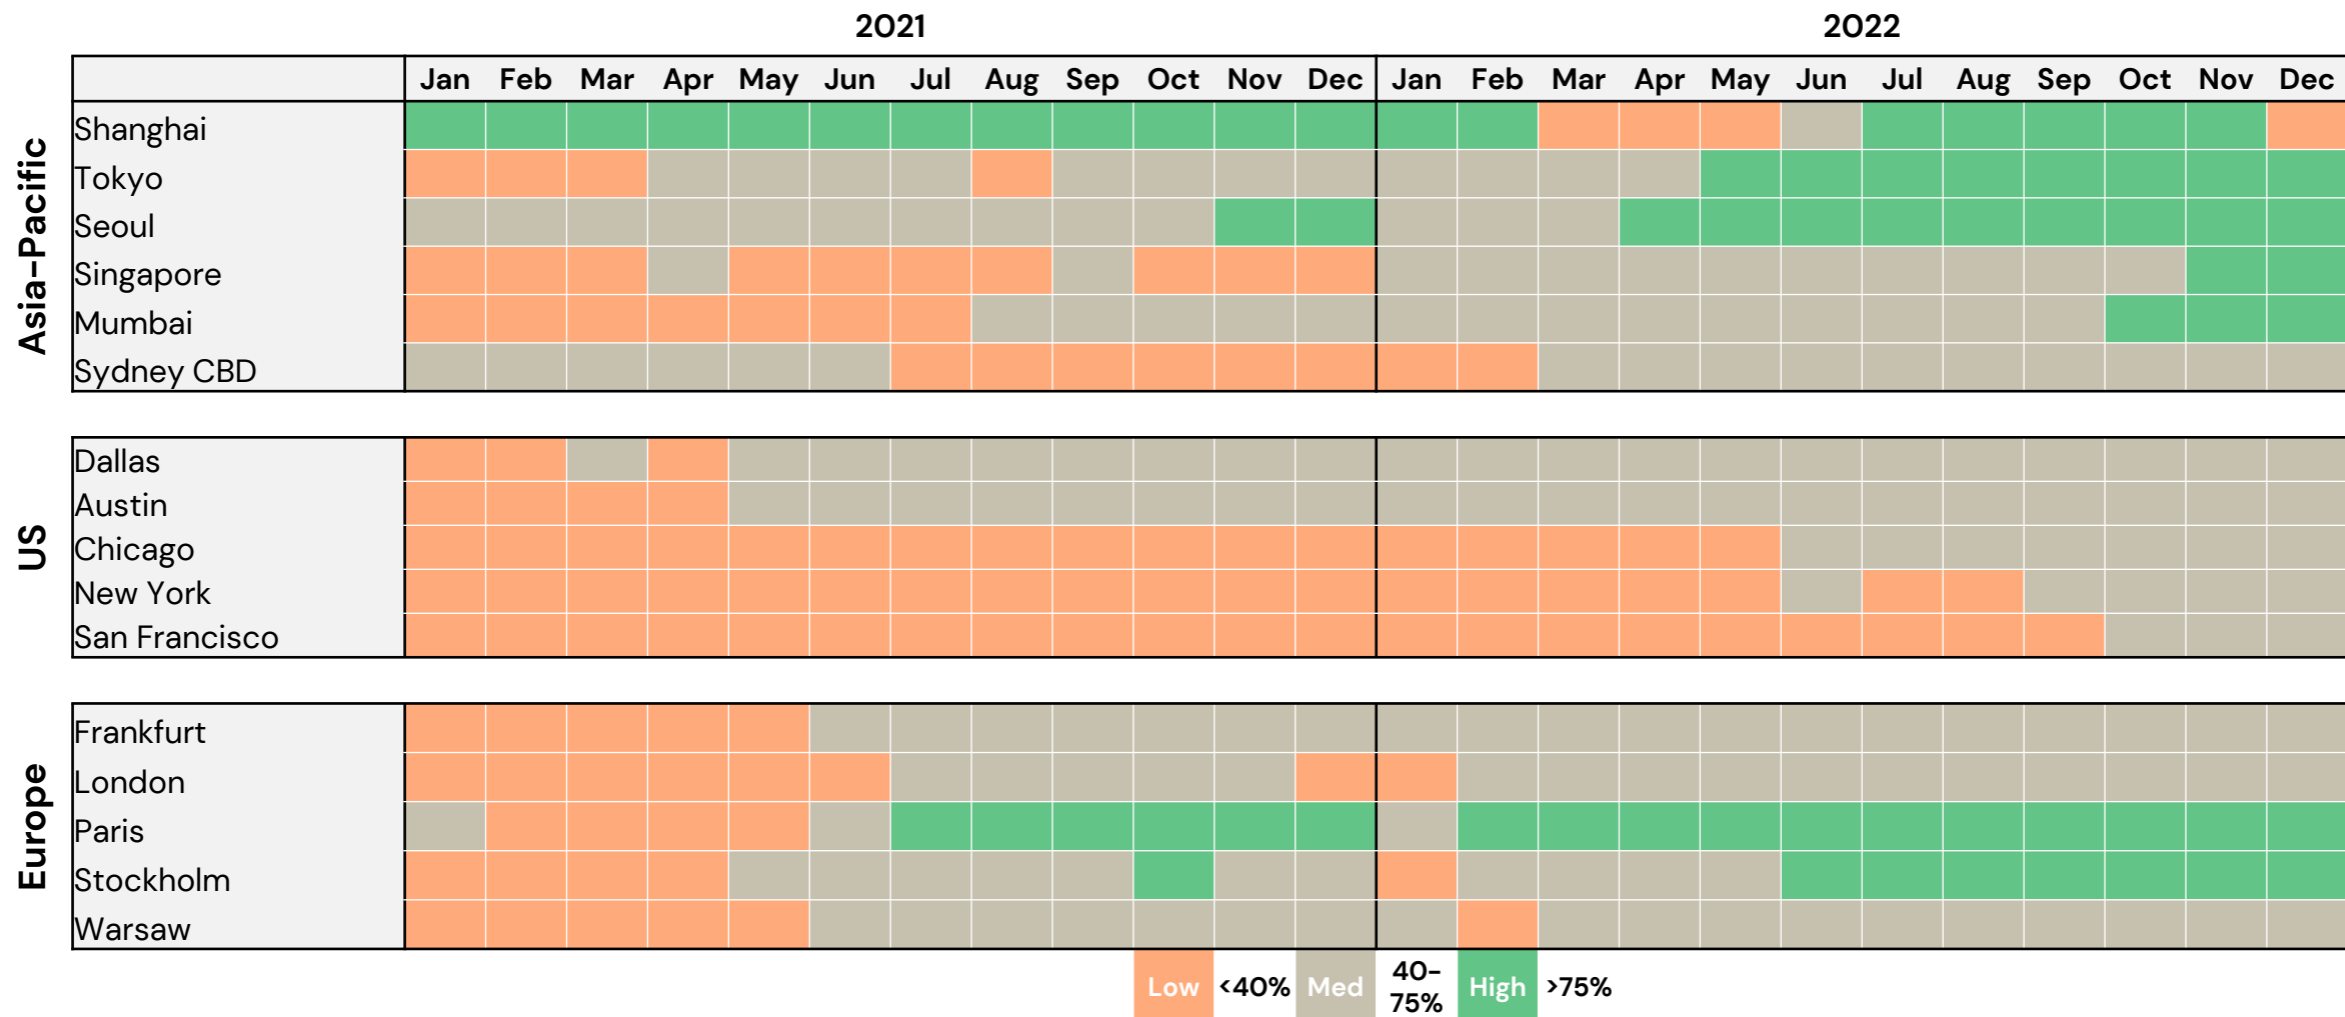 2021 2022
Jan Feb Mar Apr May Jun Jul Aug Sep Oct Nov Dec Jan Feb Mar Apr May Jun Jul Aug Sep Oct Nov Dec
Asia-Pacific
Shanghai
Tokyo
Seoul
Singapore
Mumbai
Sydney CBD
US
Dallas
Austin
Chicago
New York
San Francisco
Europe
Frankfurt
London
Paris
Stockholm
Warsaw
Low <40% Med 40-
75% High >75%